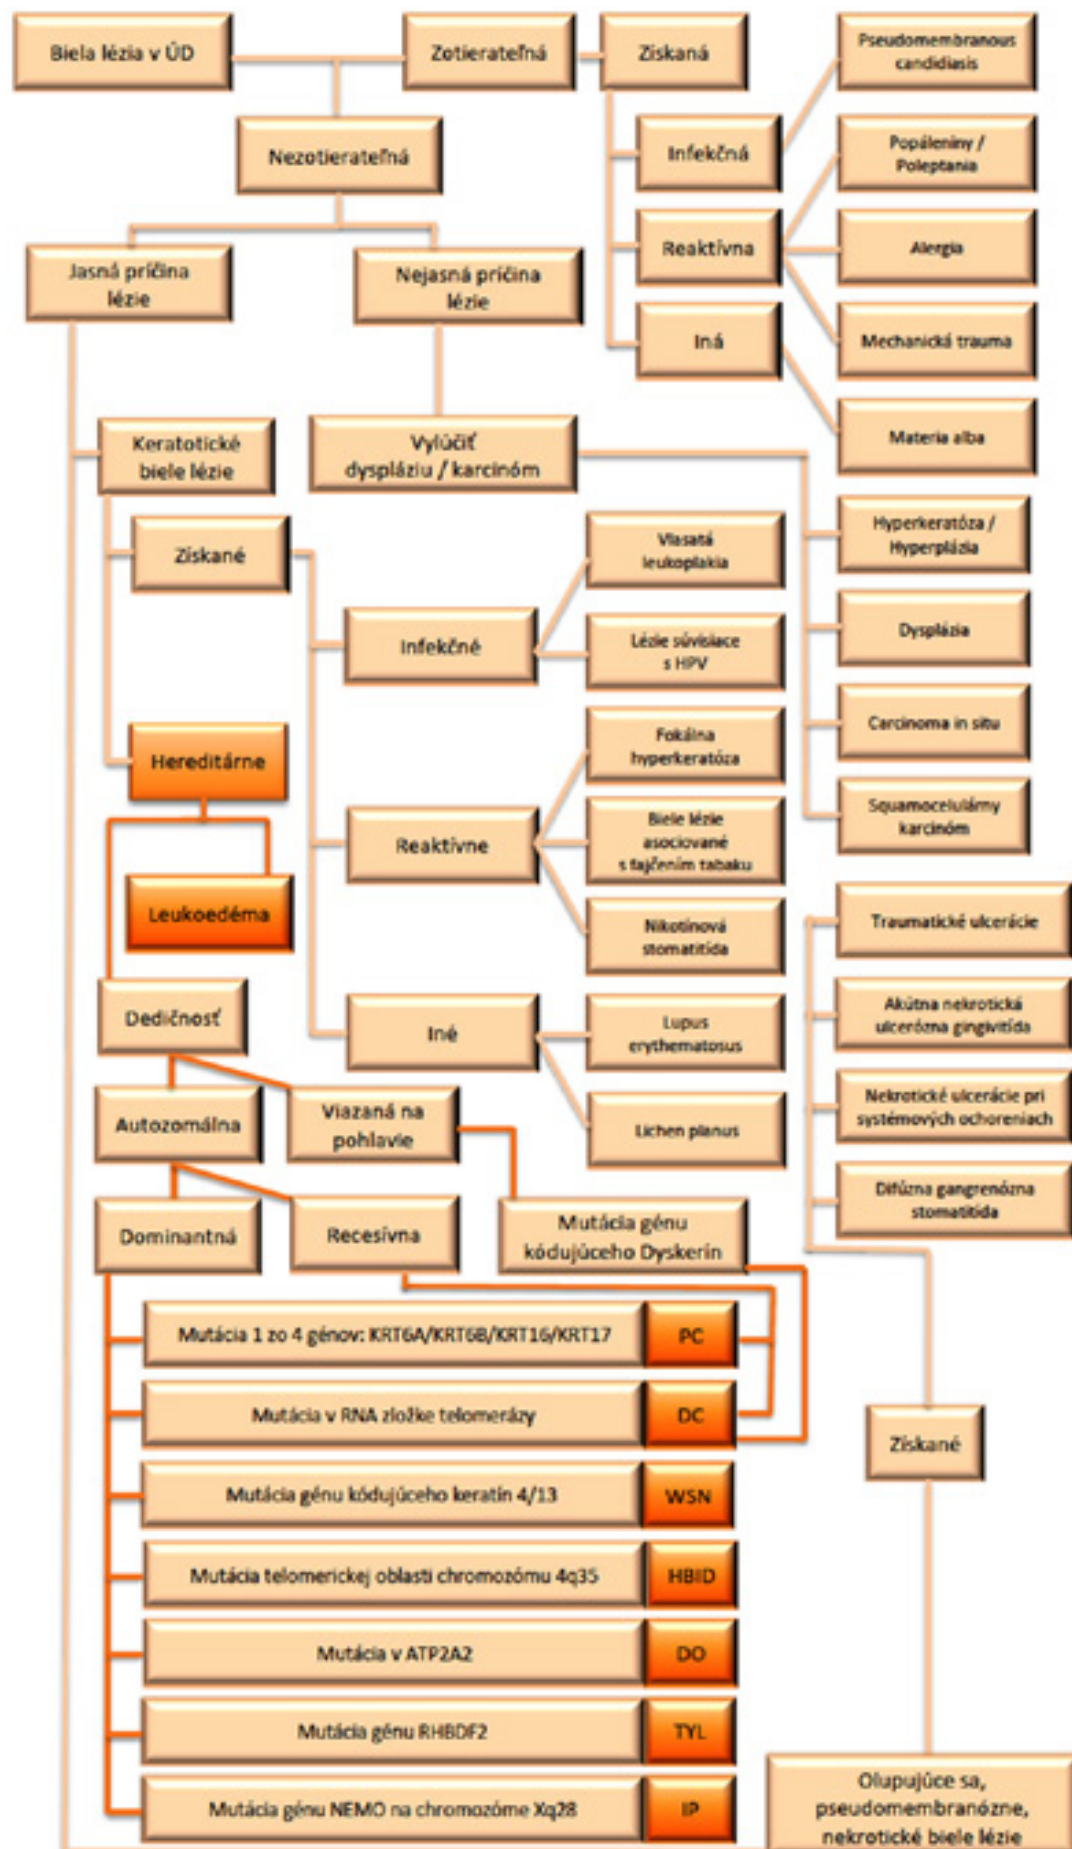 Biela lézia v ÚD
Zotierateľná
Získaná
Pseudomembranous
candidiasis
Nezotierateľná
Infekčná
Popáleniny /
Poleptania
Reaktívna
Alergia
Jasná príčina
lézie
Nejasná príčina
lézie
Iná
Mechanická trauma
Materia alba
Keratotické
biele lézie
Vylúčiť
dyspláziu / karcinóm
Získané
Vlasatá
leukoplakia
Hyperkeratóza /
Hyperplázia
Infekčné
Lézie súvisiace
s HPV
Dysplázia
Hereditárne
Fokálna
hyperkeratóza
Carcinoma in situ
Reaktívne
Biele lézie
asociované
s fajčením tabaku
Squamocelulárny
karcinóm
Leukoedéma
Nikotínová
stomatitída
Traumatické ulcerácie
Dedičnosť
Iné
Lupus
erythematosus
Akútna nekrotická
ulcerózna gingivitída
Autozomálna
Viazaná na
pohlavie
Lichen planus
Nekrotické ulcerácie pri
systémových ochoreniach
Dominantná
Recesívna
Mutácia génu
kódujúceho Dyskerín
Difúzna gangrenózna
stomatitída
Mutácia 1 zo 4 génov: KRT6A/KRT6B/KRT16/KRT17
PC
Mutácia v RNA zložke telomerázy
DC
Získané
Mutácia génu kódujúceho keratín 4/13
WSN
Mutácia telomerickej oblasti chromozómu 4q35
HBID
Mutácia v ATP2A2
DO
Mutácia génu RHBDF2
TYL
Mutácia génu NEMO na chromozóme Xq28
IP
Olupujúce sa,
pseudomembranózne,
nekrotické biele lézie